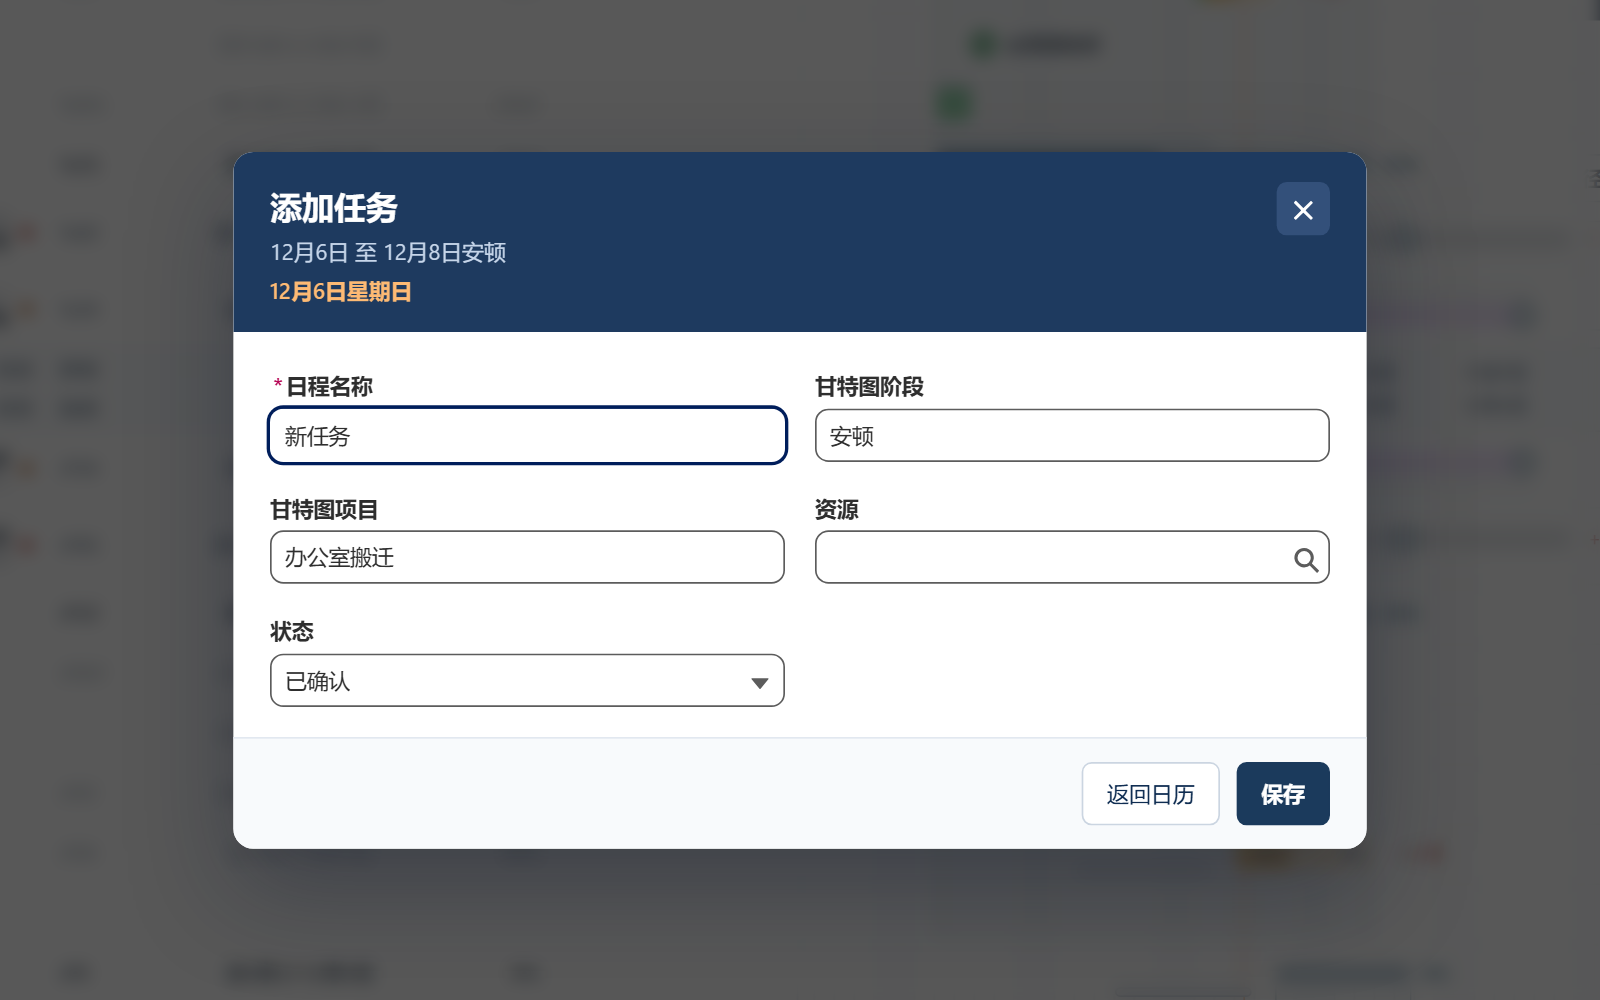 添加任务
12月6日 至 12月8日安顿
12月6日星期日
*日程名称
新任务
甘特图阶段
安顿
甘特图项目
办公室搬迁
资源
状态
已确认
返回日历
保存